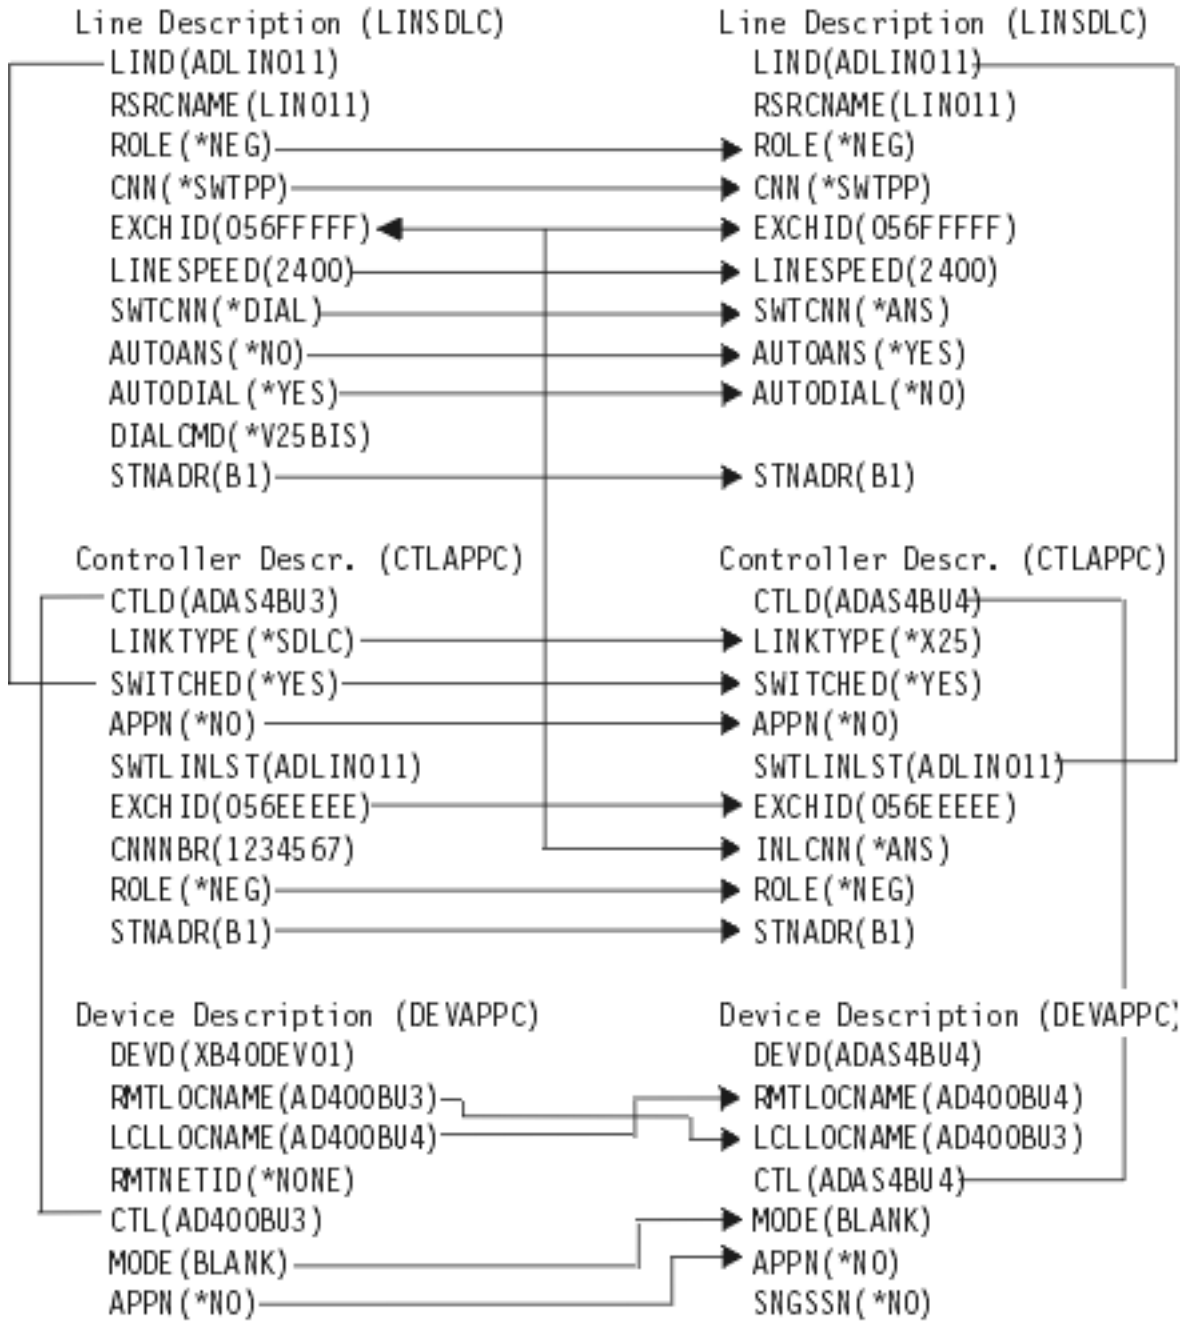 Line Description (LINSDLC)
LIND(ADLIN011)
RSRCNAME(LIN011)
ROLE(*NEG)
CNN(*SWTPP)
EXCHID(056FFFFF)
LINESPEED(2400)
SWTCNN(*DIAL)
AUTOANS(*NO)
AUTODIAL(*YES)
DIALCMD(*V25BIS)
STNADR(B1)
Controller Descr. (CTLAPPC)
CTLD(ADAS4BU3)
LINKTYPE(*SDLC)
SWITCHED(*YES)
APPN(*NO)
SWTLINLST(ADLIN011)
EXCHID(056EEEEE)
CNNNBR(1234567)
ROLE(*NEG)
STNADR(B1)
Device Description (DEVAPPC)
DEVD(XB40DEV01)
RMTLOCNAME(AD400BU3)
LCLLOCNAME(AD400BU4)
RMTNETID(*NONE)
CTL(AD400BU3)
MODE(BLANK)
APPN(*NO)
Line Description (LINSDLC)
LIND(ADLIN011)
RSRCNAME(LIN011)
ROLE(*NEG)
CNN(*SWTPP)
EXCHID(056FFFFF)
LINESPEED(2400)
SWTCNN(*ANS)
AUTOANS(*YES)
AUTODIAL(*NO)
STNADR(B1)
Controller Descr. (CTLAPPC)
CTLD(ADAS4BU4)
LINKTYPE(*X25)
SWITCHED(*YES)
APPN(*NO)
SWTLINLST(ADLIN011)
EXCHID(056EEEEE)
INLCNN(*ANS)
ROLE(*NEG)
STNADR(B1)
Device Description (DEVAPPC)
DEVD(ADAS4BU4)
RMTLOCNAME(AD400BU4)
LCLLOCNAME(AD400BU3)
CTL(ADAS4BU4)
MODE(BLANK)
APPN(*NO)
SNGSSN(*NO)